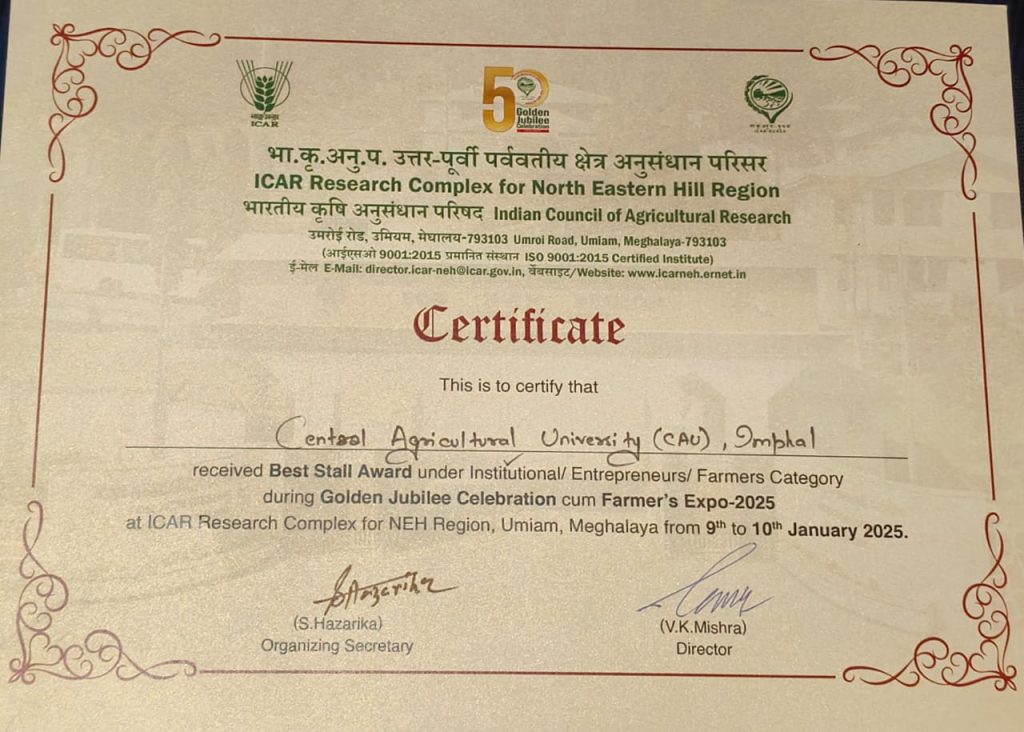 ICAR
50
Golden
Jubilee
Celebration
भा.कृ.अनु.प. उत्तर-पूर्वी पर्वतीय क्षेत्र अनुसंधान परिसर
ICAR Research Complex for North Eastern Hill Region
भारतीय कृषि अनुसंधान परिषद Indian Council of Agricultural Research
उमरोई रोड, उमियम, मेघालय-793103 Umroi Road, Umiam, Meghalaya-793103
(आईएसओ 9001:2015 प्रमानित संस्थान ISO 9001:2015 Certified Institute)
ई-मेल E-Mail: director.icar-neh@icar.gov.in, वेबसाइट/Website: www.icarneh.ernet.in
Certificate
This is to certify that
Central Agricultural University (CAU), Imphal
received Best Stall Award under Institutional/ Entrepreneurs/ Farmers Category
during Golden Jubilee Celebration cum Farmer's Expo-2025
at ICAR Research Complex for NEH Region, Umiam, Meghalaya from 9th to 10th January 2025.
SHazarika
(S.Hazarika)
Organizing Secretary
(V.K.Mishra)
Director